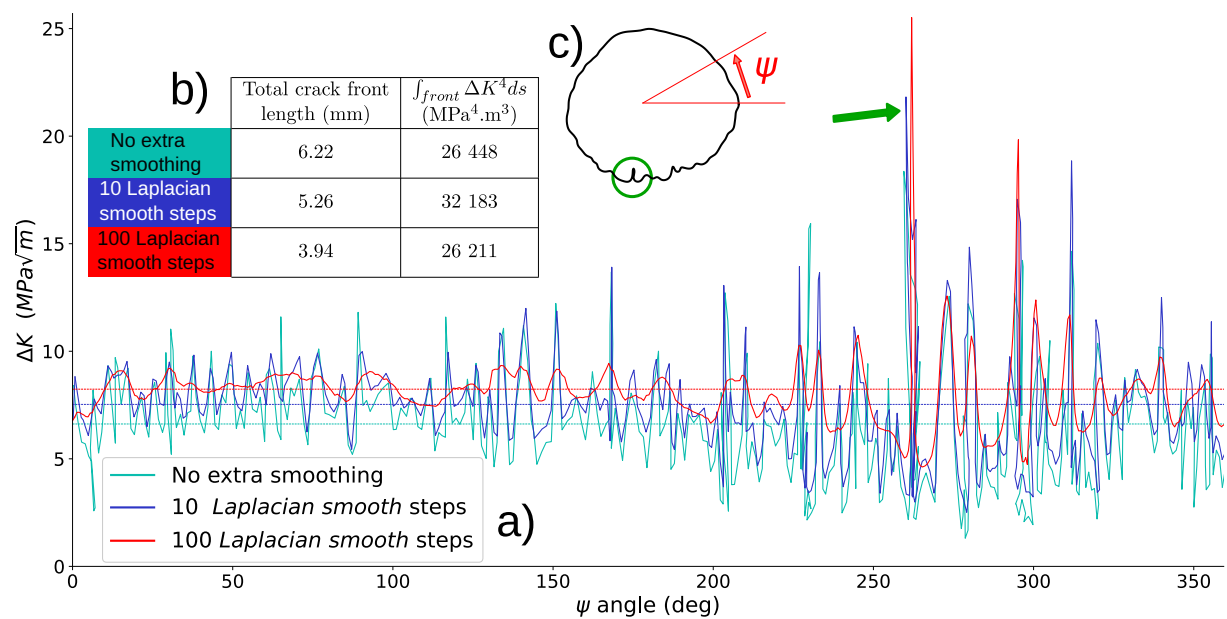 25
20
15
10
5
0
ΔK (MPa√m)
0
50
100
150
200
250
300
350
ψ angle (deg)
b)
Total crack front
length (mm)
∫front ΔK⁴ds
(MPa⁴.m³)
No extra
smoothing
6.22
26 448
10 Laplacian
smooth steps
5.26
32 183
100 Laplacian
smooth steps
3.94
26 211
c)
ψ
No extra smoothing
10 Laplacian smooth steps
100 Laplacian smooth steps
a)